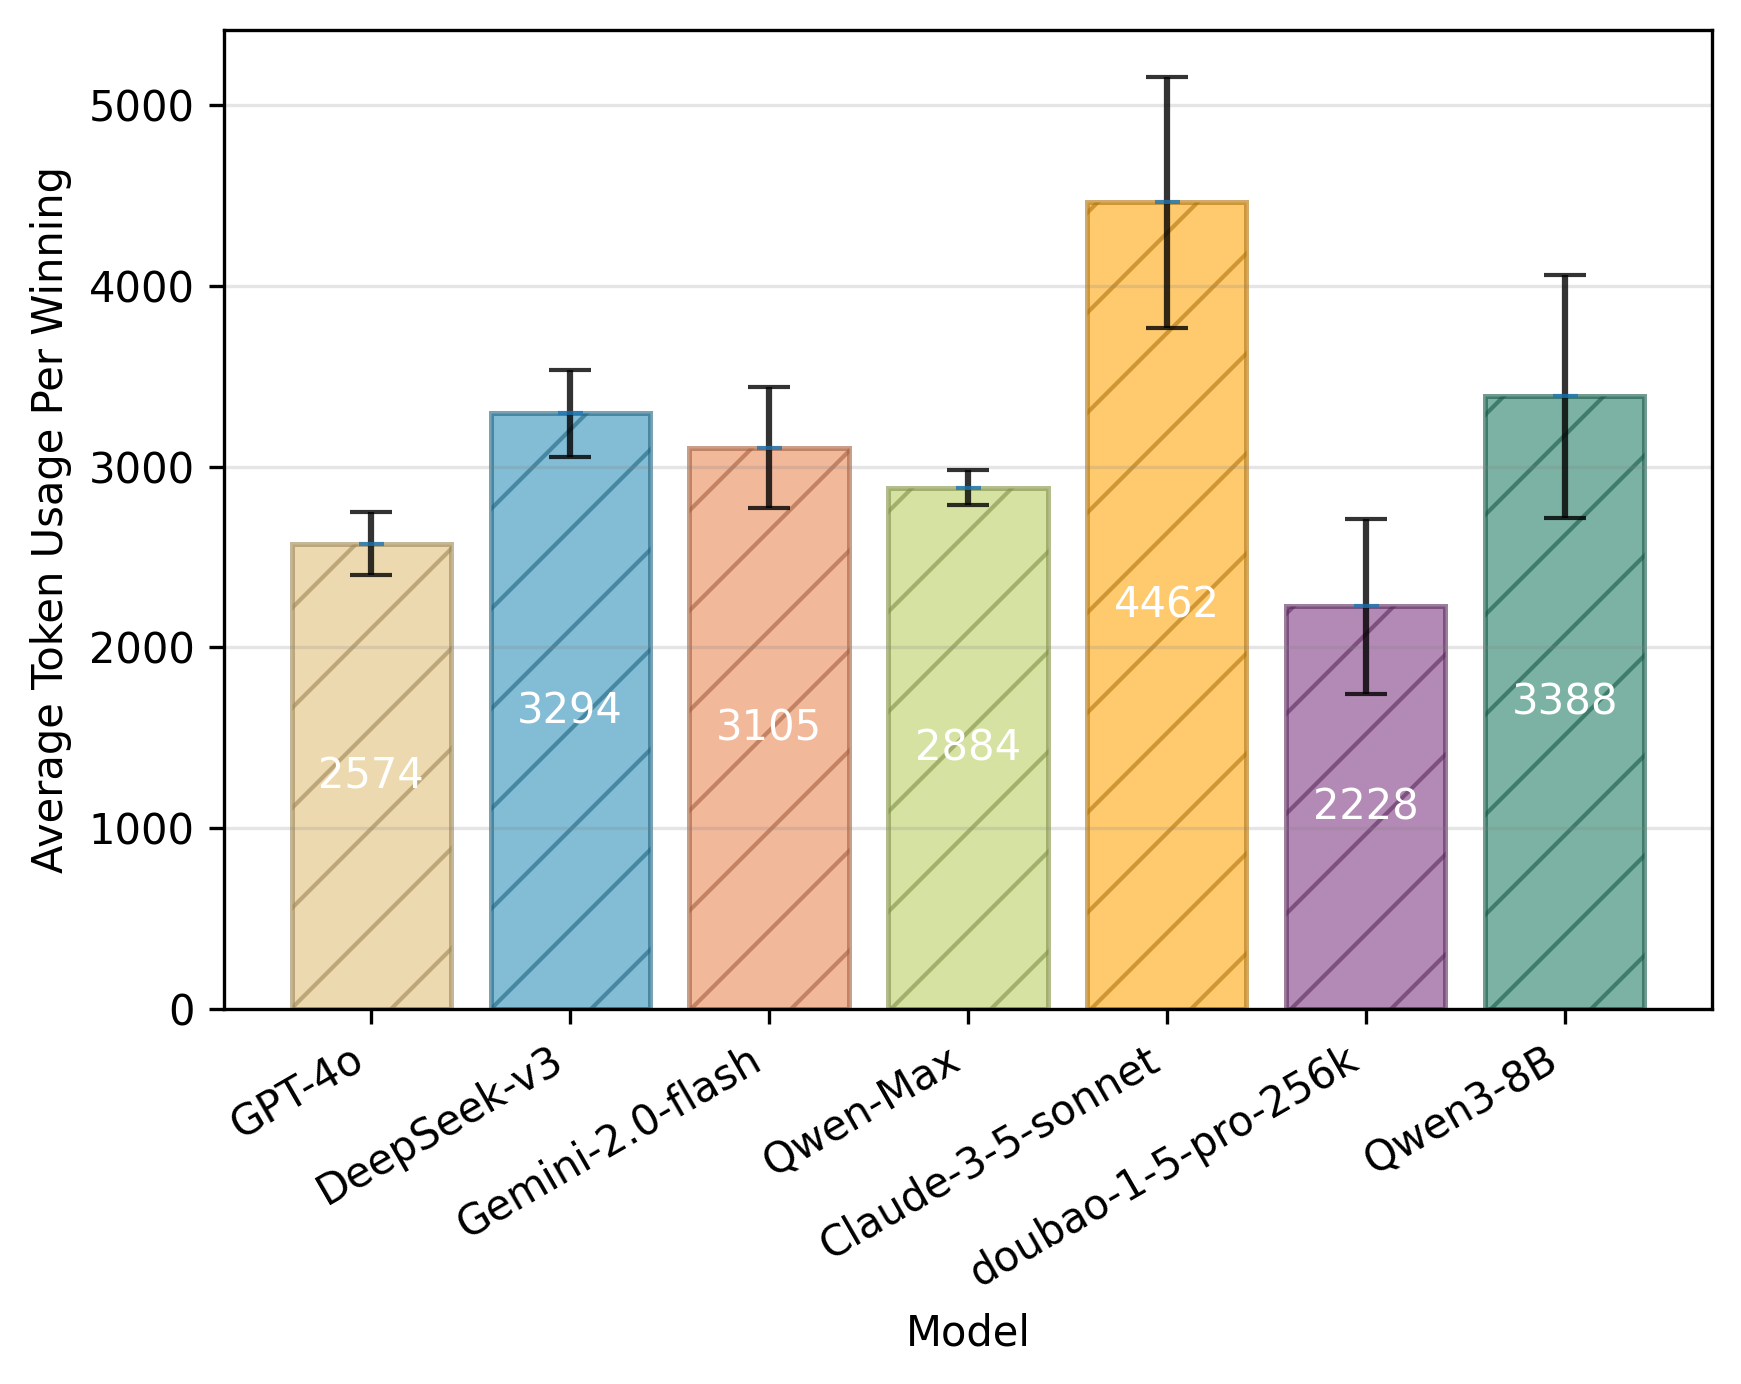 Average Token Usage Per Winning
5000
4000
3000
2000
1000
0
2574
3294
3105
2884
4462
2228
3388
GPT-4o
DeepSeek-v3
Gemini-2.0-flash
Qwen-Max
Claude-3-5-sonnet
doubao-1-5-pro-256k
Qwen3-8B
Model